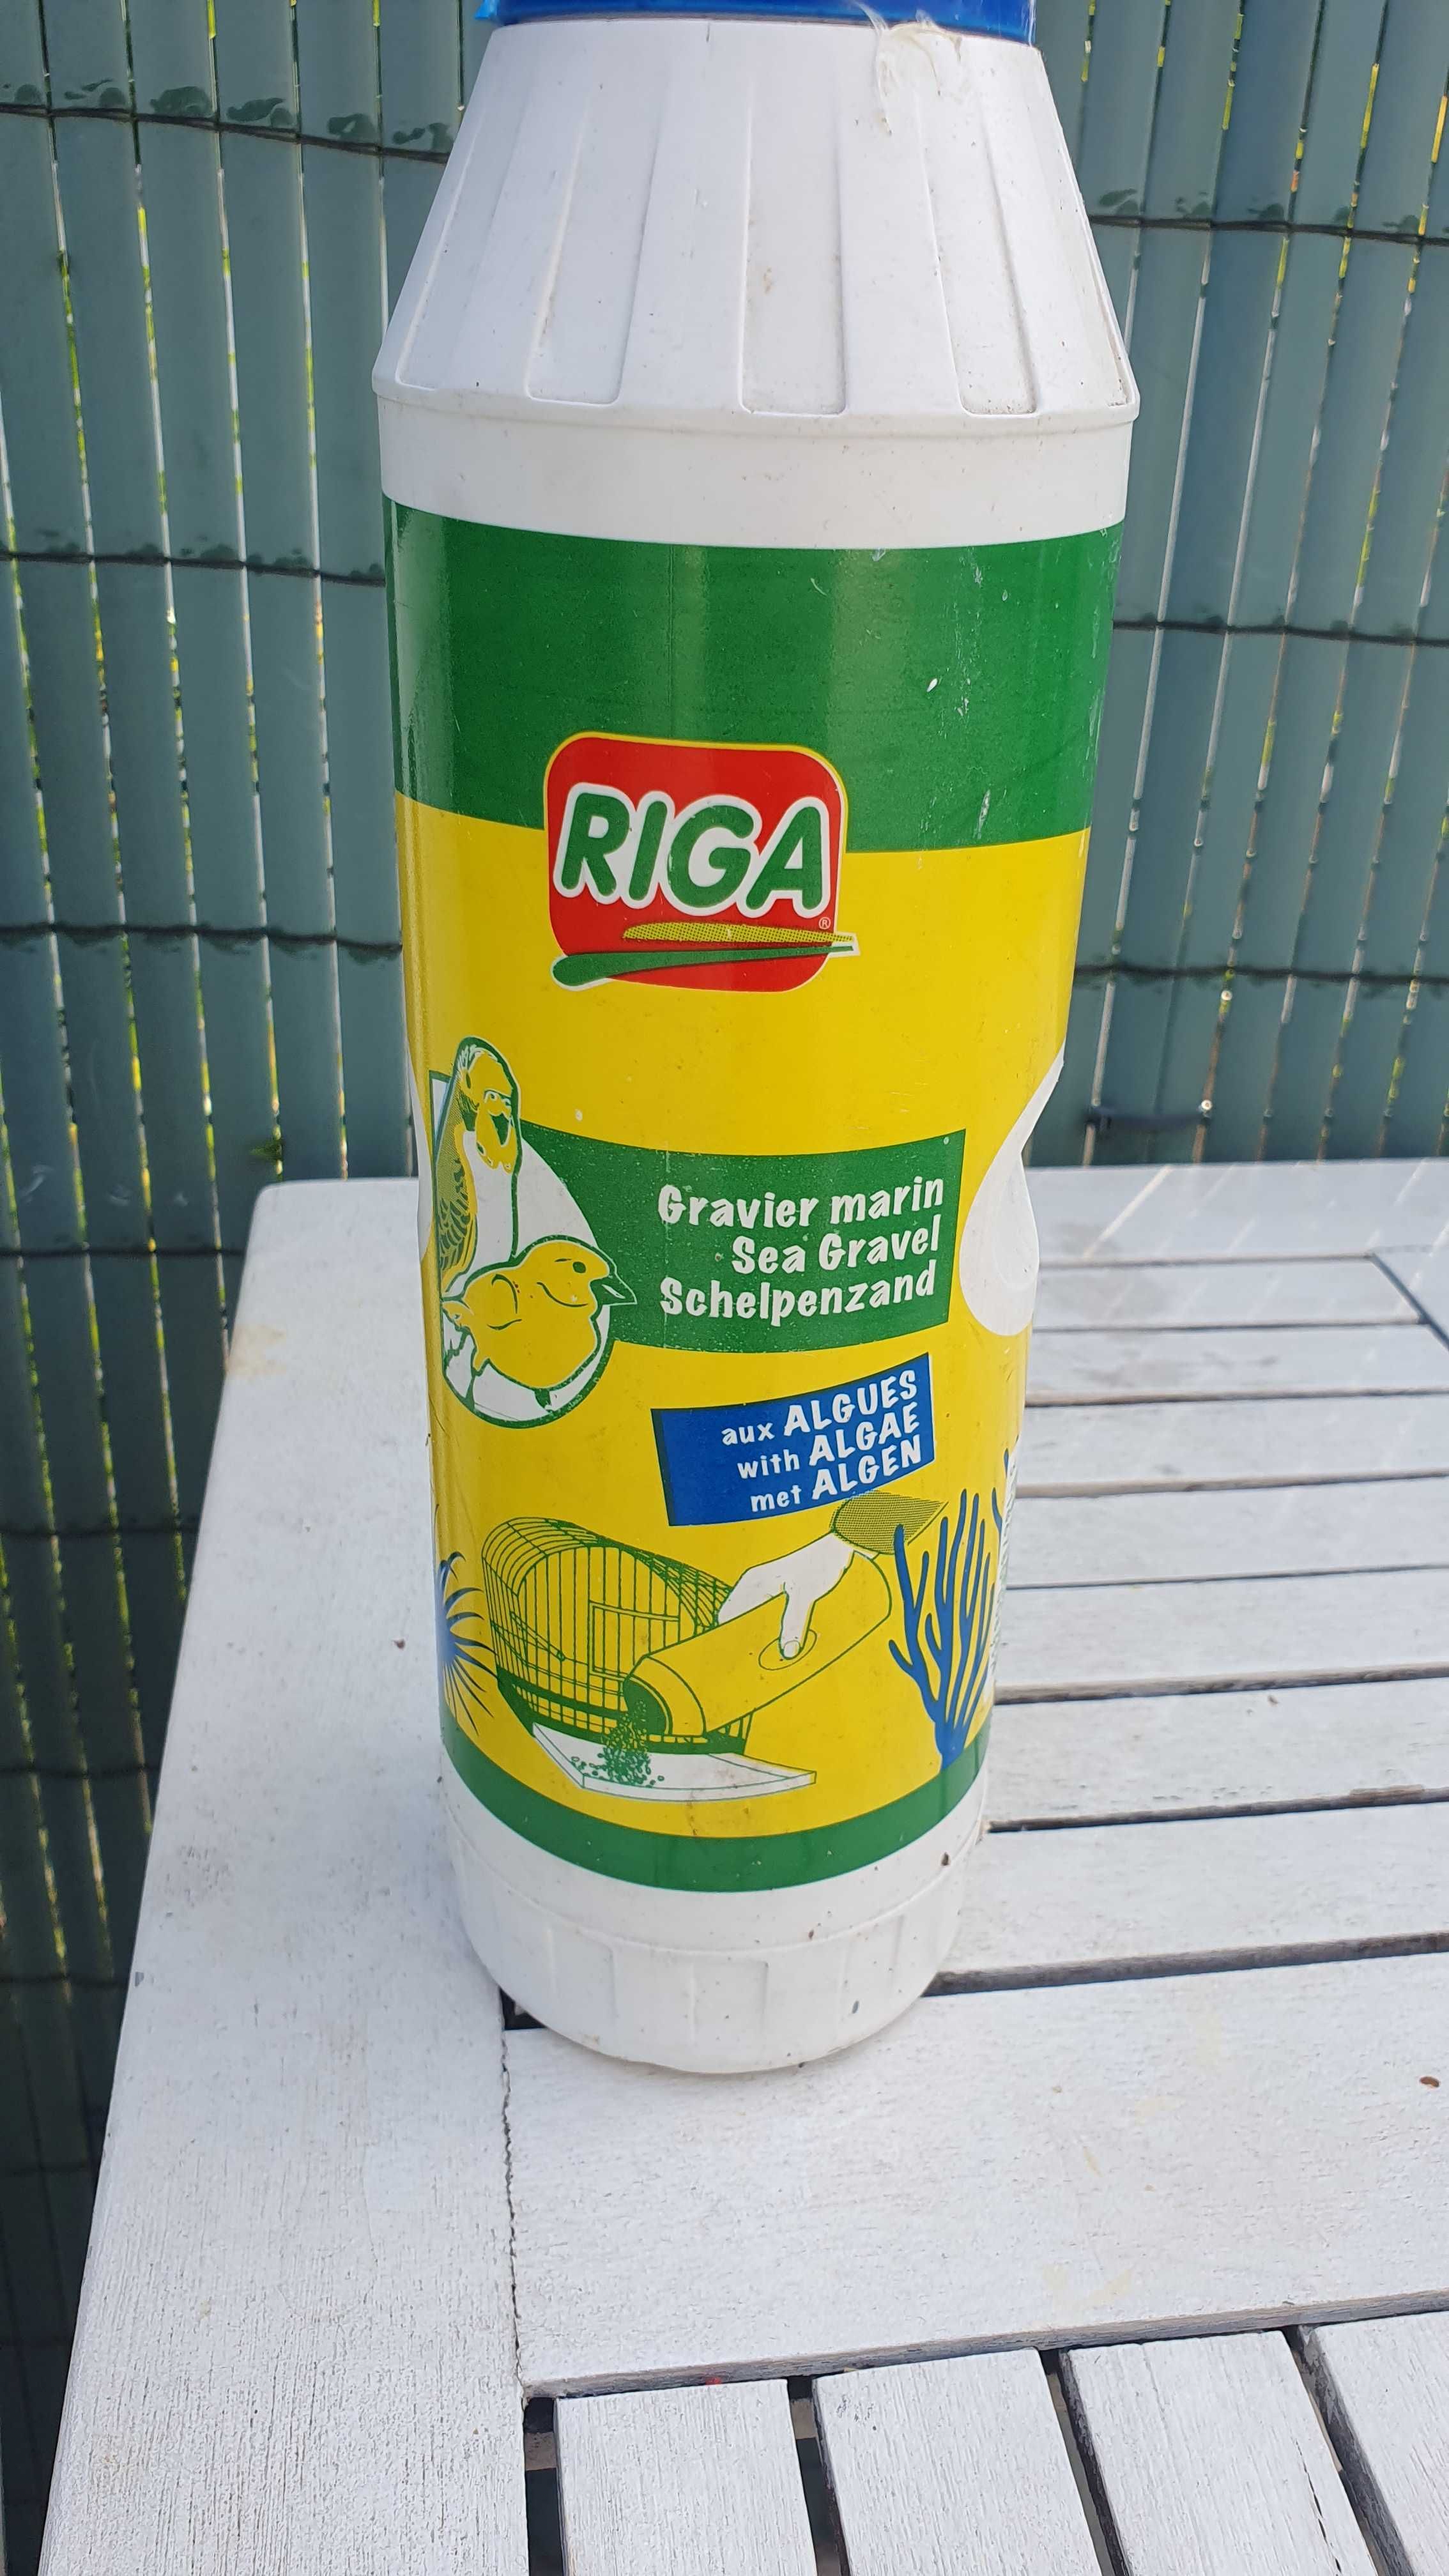 RIGA
®
Gravier marin
Sea Gravel
Schelpenzand
aux ALGUES
with ALGAE
met ALGEN